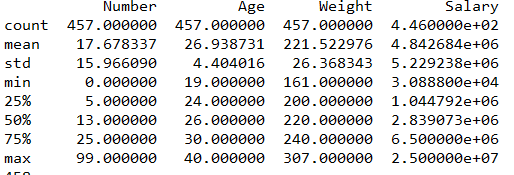 Number Age Weight Salary
count 457.000000 457.000000 457.000000 4.460000e+02
mean 17.678337 26.938731 221.522976 4.842684e+06
std 15.966090 4.404016 26.368343 5.229238e+06
min 0.000000 19.000000 161.000000 3.088800e+04
25% 5.000000 24.000000 200.000000 1.044792e+06
50% 13.000000 26.000000 220.000000 2.839073e+06
75% 25.000000 30.000000 240.000000 6.500000e+06
max 99.000000 40.000000 307.000000 2.500000e+07